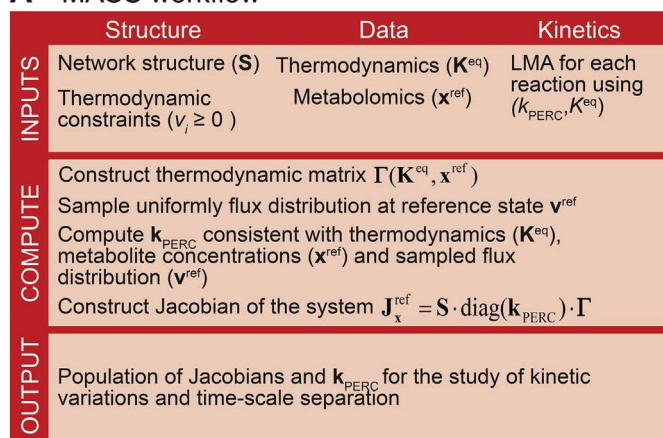 A MASS workflow
Structure Data Kinetics
INPUTS
Network structure (S) Thermodynamics (K^eq) LMA for each
Thermodynamic Metabolomics (x^ref) reaction using
constraints (v_i ≥ 0 ) (k_PERC,K^eq)
COMPUTE
Construct thermodynamic matrix Γ(K^eq, x^ref)
Sample uniformly flux distribution at reference state v^ref
Compute k_PERC consistent with thermodynamics (K^eq),
metabolite concentrations (x^ref) and sampled flux
distribution (v^ref)
Construct Jacobian of the system J_x^ref = S · diag(k_PERC) · Γ
OUTPUT
Population of Jacobians and k_PERC for the study of kinetic
variations and time-scale separation